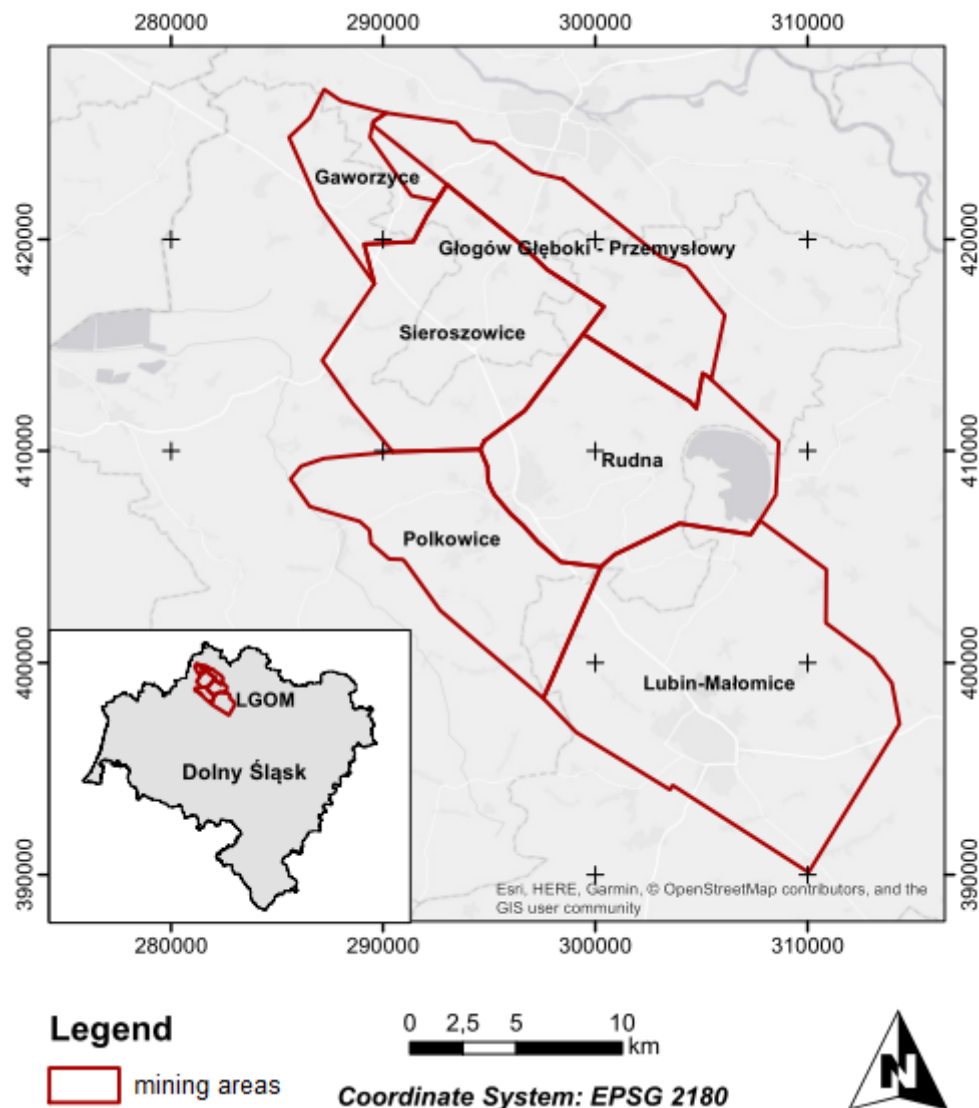 280000 290000 300000 310000
420000 420000
410000 410000
400000 400000
390000 390000
Gaworzyce
Głogów Głęboki - Przemysłowy
Sieroszowice
Rudna
Polkowice
Lubin-Małomice
LGOM
Dolny Śląsk
Esri, HERE, Garmin, © OpenStreetMap contributors, and the
GIS user community
280000 290000 300000 310000
Legend
mining areas
0 2,5 5 10
km
Coordinate System: EPSG 2180
N